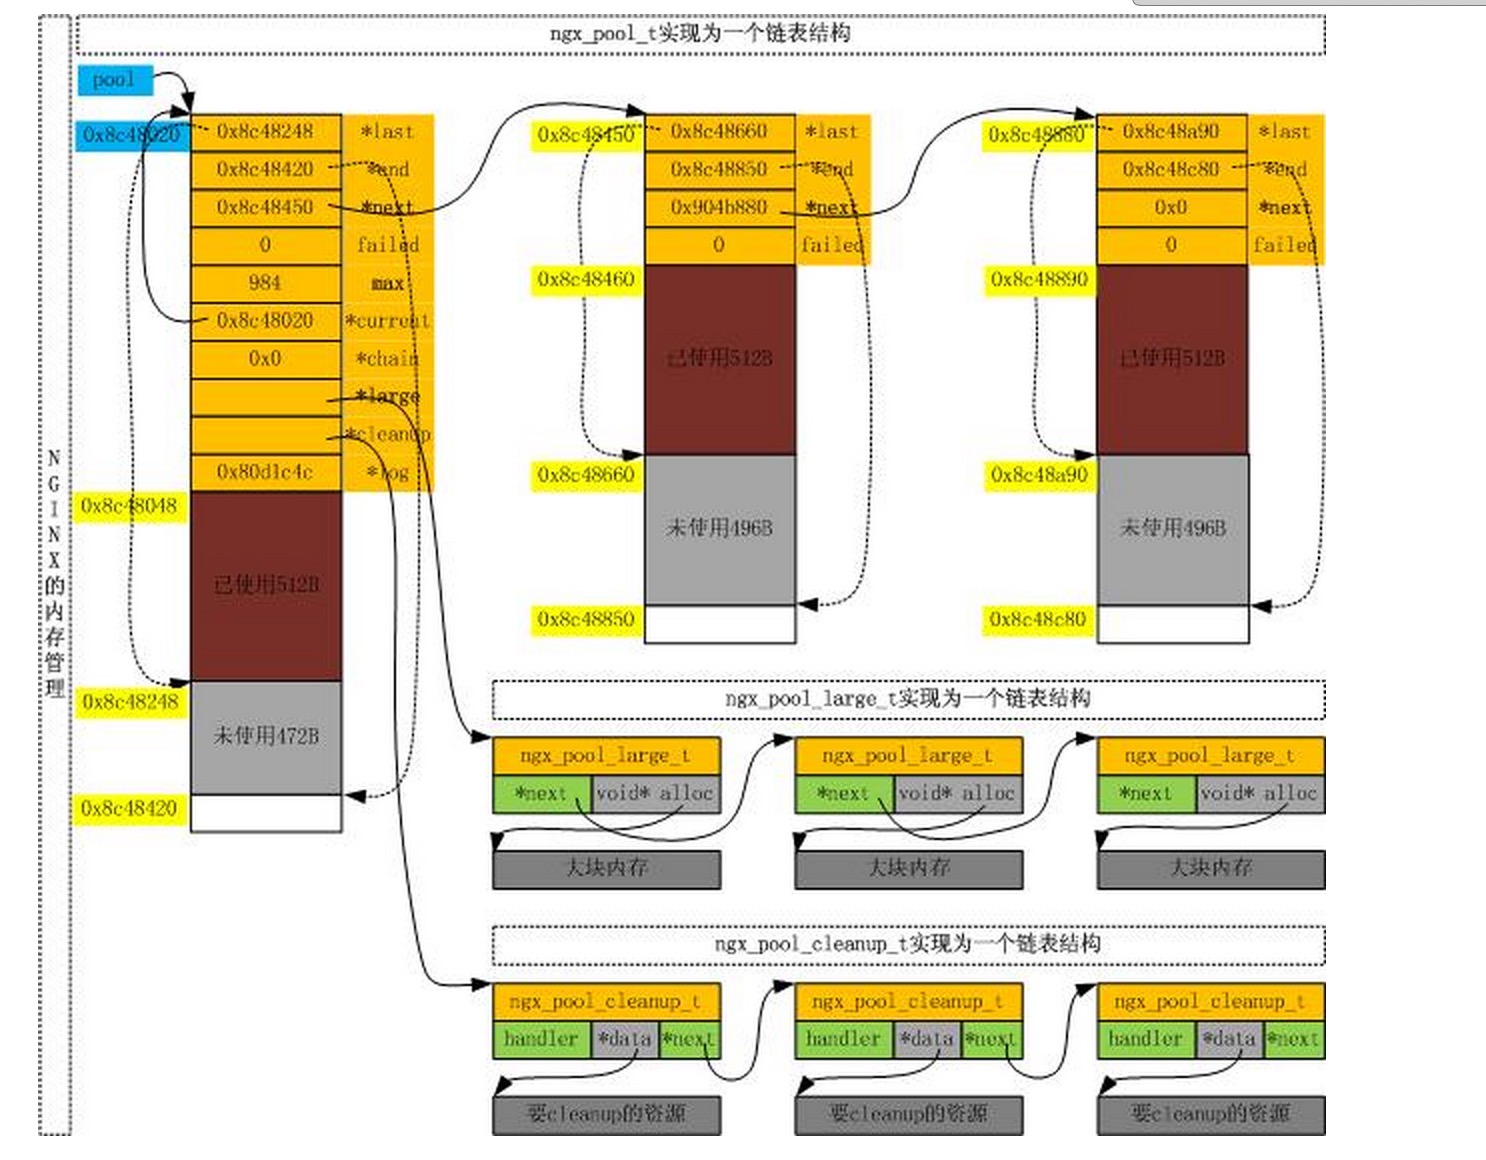 ngx_pool_t实现为一个链表结构
NGINX的内存管理
pool
0x8c48020
0x8c48248 *last
0x8c48420 *end
0x8c48450 *next
0 failed
984 max
0x8c48020 *current
0x0 *chain
*large
*cleanup
0x80d1c4c *log
0x8c48048
已使用512B
0x8c48248
未使用472B
0x8c48420
0x8c48450
0x8c48660 *last
0x8c48850 *end
0x904b880 *next
0 failed
0x8c48460
已使用512B
0x8c48660
未使用496B
0x8c48850
0x8c48880
0x8c48a90 *last
0x8c48c80 *end
0x0 *next
0 failed
0x8c48890
已使用512B
0x8c48a90
未使用496B
0x8c48c80
ngx_pool_large_t实现为一个链表结构
ngx_pool_large_t
*next void* alloc
大块内存
ngx_pool_large_t
*next void* alloc
大块内存
ngx_pool_large_t
*next void* alloc
大块内存
ngx_pool_cleanup_t实现为一个链表结构
ngx_pool_cleanup_t
handler *data *next
要cleanup的资源
ngx_pool_cleanup_t
handler *data *next
要cleanup的资源
ngx_pool_cleanup_t
handler *data *next
要cleanup的资源